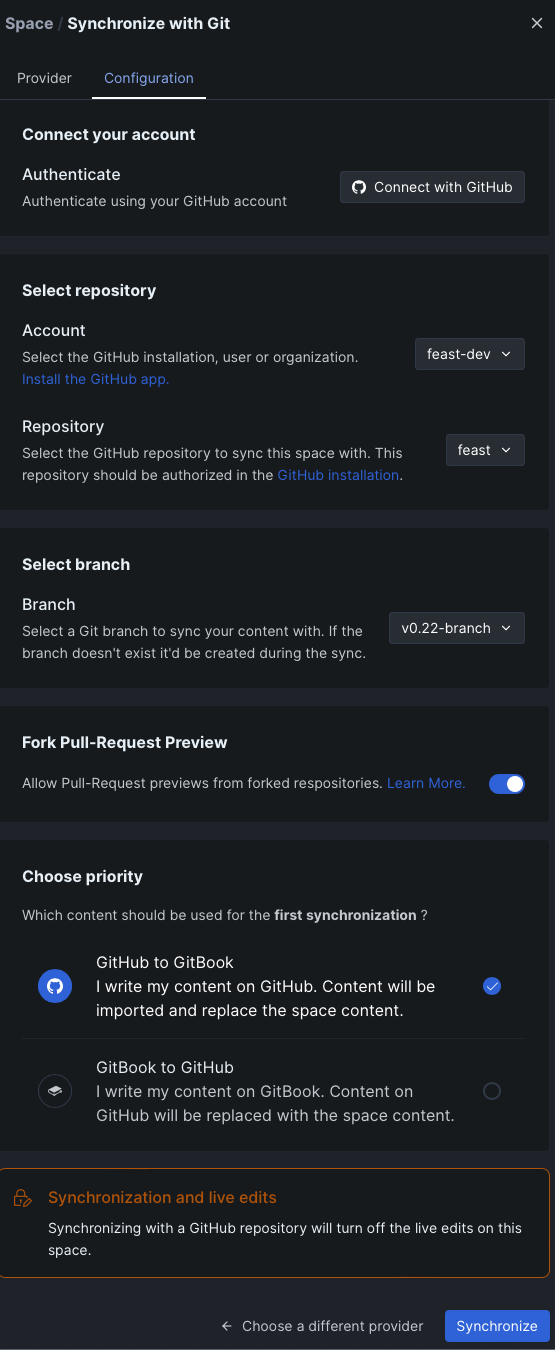 Space / Synchronize with Git
Provider
Configuration
Connect your account
Authenticate
Authenticate using your GitHub account
Connect with GitHub
Select repository
Account
Select the GitHub installation, user or organization.
Install the GitHub app.
feast-dev
Repository
Select the GitHub repository to sync this space with. This
repository should be authorized in the GitHub installation.
feast
Select branch
Branch
Select a Git branch to sync your content with. If the
branch doesn't exist it'd be created during the sync.
v0.22-branch
Fork Pull-Request Preview
Allow Pull-Request previews from forked respositories. Learn More.
Choose priority
Which content should be used for the first synchronization ?
GitHub to GitBook
I write my content on GitHub. Content will be
imported and replace the space content.
GitBook to GitHub
I write my content on GitBook. Content on
GitHub will be replaced with the space content.
Synchronization and live edits
Synchronizing with a GitHub repository will turn off the live edits on this
space.
← Choose a different provider
Synchronize